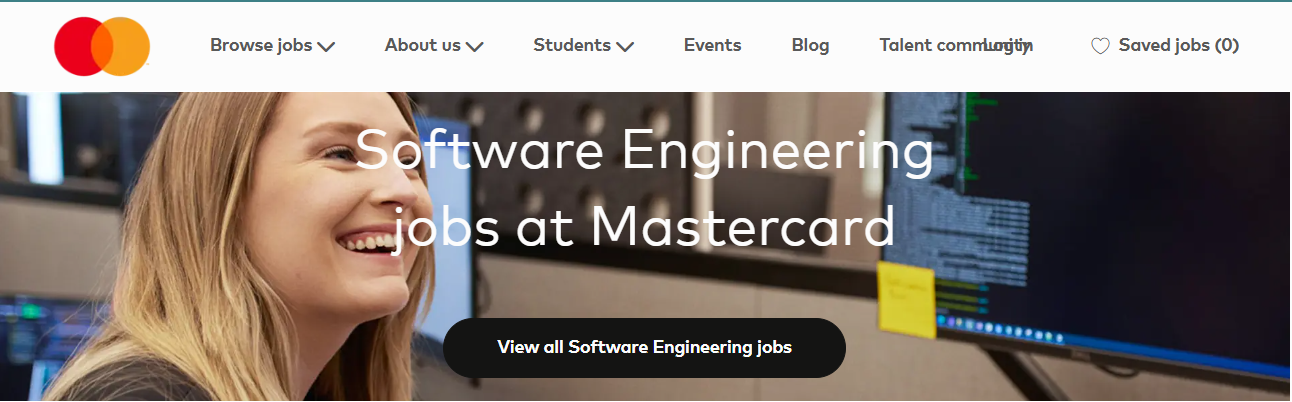 Browse jobs About us Students Events Blog Talent community Login Saved jobs (0)
Software Engineering
jobs at Mastercard
View all Software Engineering jobs